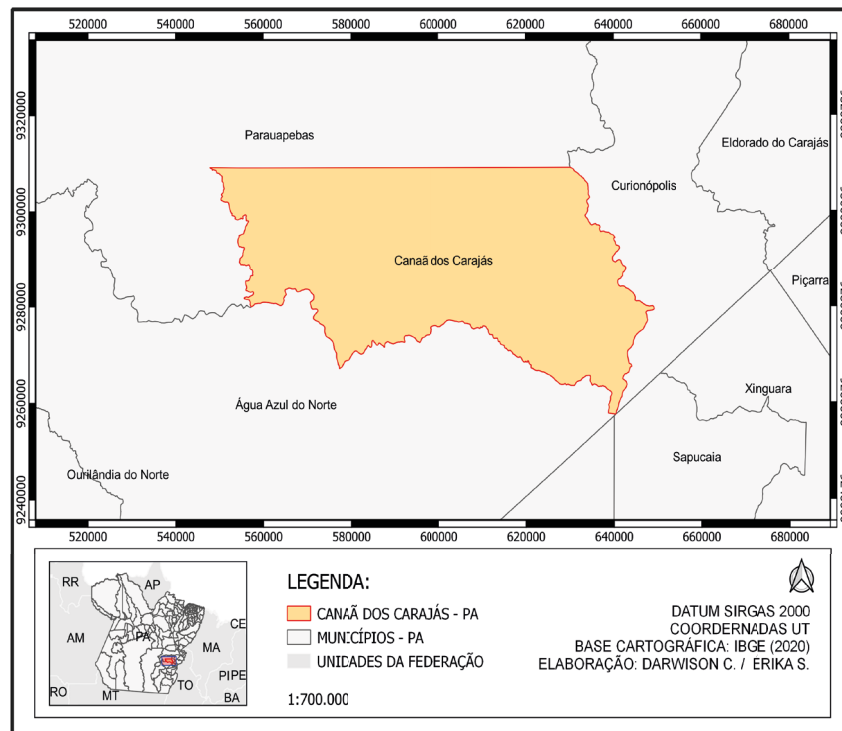 520000 540000 560000 580000 600000 620000 640000 660000 680000
9320000
Parauapebas
Eldorado do Carajás
Curionópolis
9300000
Canaã dos Carajás
Piçarra
9280000
Xinguara
Água Azul do Norte
9260000
Sapucaia
Ourilândia do Norte
9240000
520000 540000 560000 580000 600000 620000 640000 660000 680000
RR
AP
AM
PA
CE
MA
PI
PE
RO
MT
TO
BA
LEGENDA:
CANAÃ DOS CARAJÁS - PA
MUNICÍPIOS - PA
UNIDADES DA FEDERAÇÃO
1:700.000
DATUM SIRGAS 2000
COORDERNADAS UT
BASE CARTOGRÁFICA: IBGE (2020)
ELABORAÇÃO: DARWISON C. / ÉRIKA S.